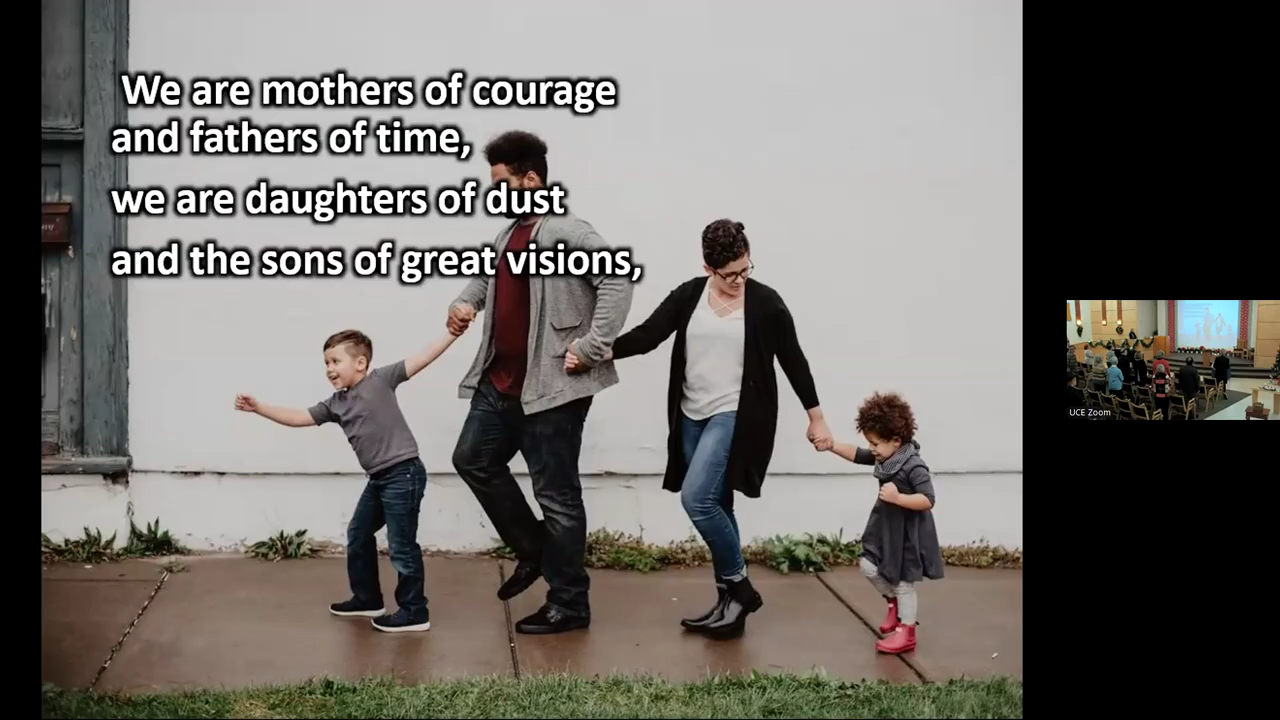 We are mothers of courage
and fathers of time,
we are daughters of dust
and the sons of great visions,
UCE Zoom